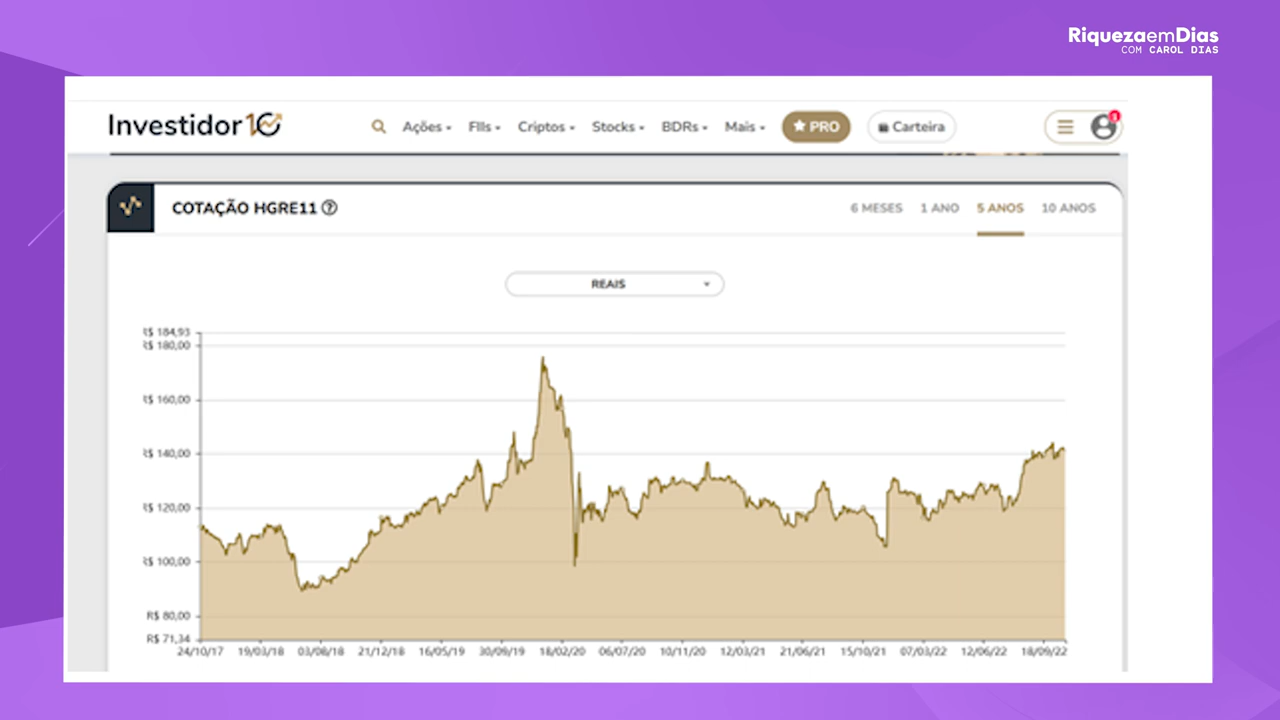 RiquezaemDias
COM CAROL DIAS
Investidor10
Ações FIIs Criptos Stocks BDRs Mais PRO Carteira
COTAÇÃO HGRE11
6 MESES 1 ANO 5 ANOS 10 ANOS
REAIS
R$ 184,93
R$ 180,00
R$ 160,00
R$ 140,00
R$ 120,00
R$ 100,00
R$ 80,00
R$ 71,34
24/10/17 19/03/18 03/08/18 21/12/18 16/05/19 30/09/19 18/02/20 06/07/20 10/11/20 12/03/21 21/06/21 15/10/21 07/03/22 12/06/22 18/09/22